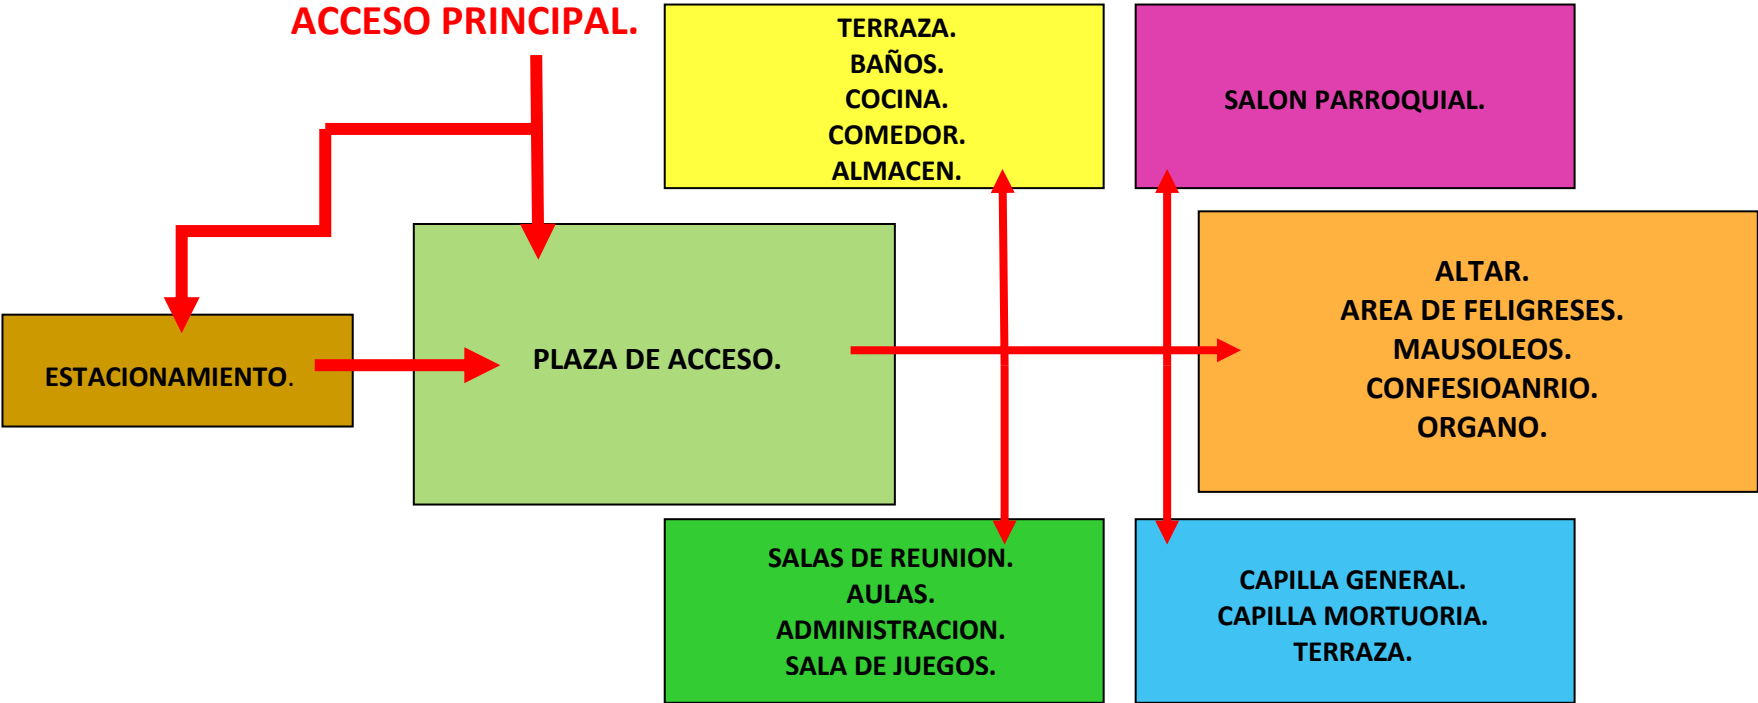 ACCESO PRINCIPAL.
TERRAZA.
BAÑOS.
COCINA.
COMEDOR.
ALMACEN.
SALON PARROQUIAL.
ESTACIONAMIENTO.
PLAZA DE ACCESO.
ALTAR.
AREA DE FELIGRESES.
MAUSOLEOS.
CONFESIOANRIO.
ORGANO.
SALAS DE REUNION.
AULAS.
ADMINISTRACION.
SALA DE JUEGOS.
CAPILLA GENERAL.
CAPILLA MORTUORIA.
TERRAZA.